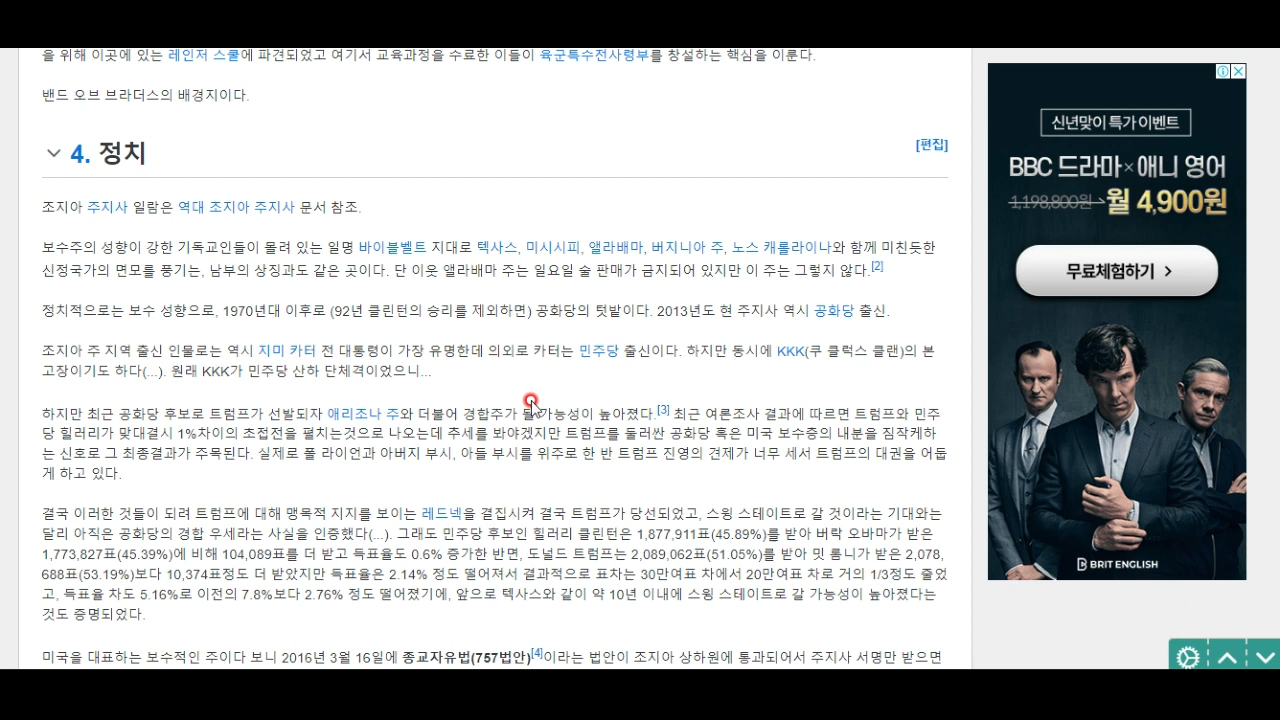 을 위해 이곳에 있는 레인저 스쿨에 파견되었고 여기서 교육과정을 수료한 이들이 육군특수전사령부를 창설하는 핵심을 이룬다.
밴드 오브 브라더스의 배경지이다.
4. 정치
[편집]
조지아 주지사 일람은 역대 조지아 주지사 문서 참조.
보수주의 성향이 강한 기독교인들이 몰려 있는 일명 바이블벨트 지대로 텍사스, 미시시피, 앨라배마, 버지니아 주, 노스 캐롤라이나와 함께 미친듯한
신정국가의 면모를 풍기는, 남부의 상징과도 같은 곳이다. 단 이웃 앨라배마 주는 일요일 술 판매가 금지되어 있지만 이 주는 그렇지 않다.[2]
정치적으로는 보수 성향으로, 1970년대 이후로 (92년 클린턴의 승리를 제외하면) 공화당의 텃밭이다. 2013년도 현 주지사 역시 공화당 출신.
조지아 주 지역 출신 인물로는 역시 지미 카터 전 대통령이 가장 유명한데 의외로 카터는 민주당 출신이다. 하지만 동시에 KKK(쿠 클럭스 클랜)의 본
고장이기도 하다(...). 원래 KKK가 민주당 산하 단체격이었으니...
하지만 최근 공화당 후보로 트럼프가 선발되자 애리조나 주와 더불어 경합주가 될 가능성이 높아졌다.[3] 최근 여론조사 결과에 따르면 트럼프와 민주
당 힐러리가 맞대결시 1%차이의 초접전을 펼치는것으로 나오는데 추세를 봐야겠지만 트럼프를 둘러싼 공화당 혹은 미국 보수층의 내분을 짐작케하
는 신호로 그 최종결과가 주목된다. 실제로 폴 라이언과 아버지 부시, 아들 부시를 위주로 한 반 트럼프 진영의 견제가 너무 세서 트럼프의 대권을 어둡
게 하고 있다.
결국 이러한 것들이 되려 트럼프에 대해 맹목적 지지를 보이는 레드넥을 결집시켜 결국 트럼프가 당선되었고, 스윙 스테이트로 갈 것이라는 기대와는
달리 아직은 공화당의 경합 우세라는 사실을 인증했다(...). 그래도 민주당 후보인 힐러리 클린턴은 1,877,911표(45.89%)를 받아 버락 오바마가 받은
1,773,827표(45.39%)에 비해 104,089표를 더 받고 득표율도 0.6% 증가한 반면, 도널드 트럼프는 2,089,062표(51.05%)를 받아 밋 롬니가 받은 2,078,
688표(53.19%)보다 10,374표정도 더 받았지만 득표율은 2.14% 정도 떨어져서 결과적으로 표차는 30만여표 차에서 20만여표 차로 거의 1/3정도 줄었
고, 득표율 차도 5.16%로 이전의 7.8%보다 2.76% 정도 떨어졌기에, 앞으로 텍사스와 같이 약 10년 이내에 스윙 스테이트로 갈 가능성이 높아졌다는
것도 증명되었다.
미국을 대표하는 보수적인 주이다 보니 2016년 3월 16일에 종교자유법(757법안)[4]이라는 법안이 조지아 상하원에 통과되어서 주지사 서명만 받으면
신년맞이 특가 이벤트
BBC 드라마×애니 영어
1,198,800원→월 4,900원
무료체험하기 >
BRIT ENGLISH